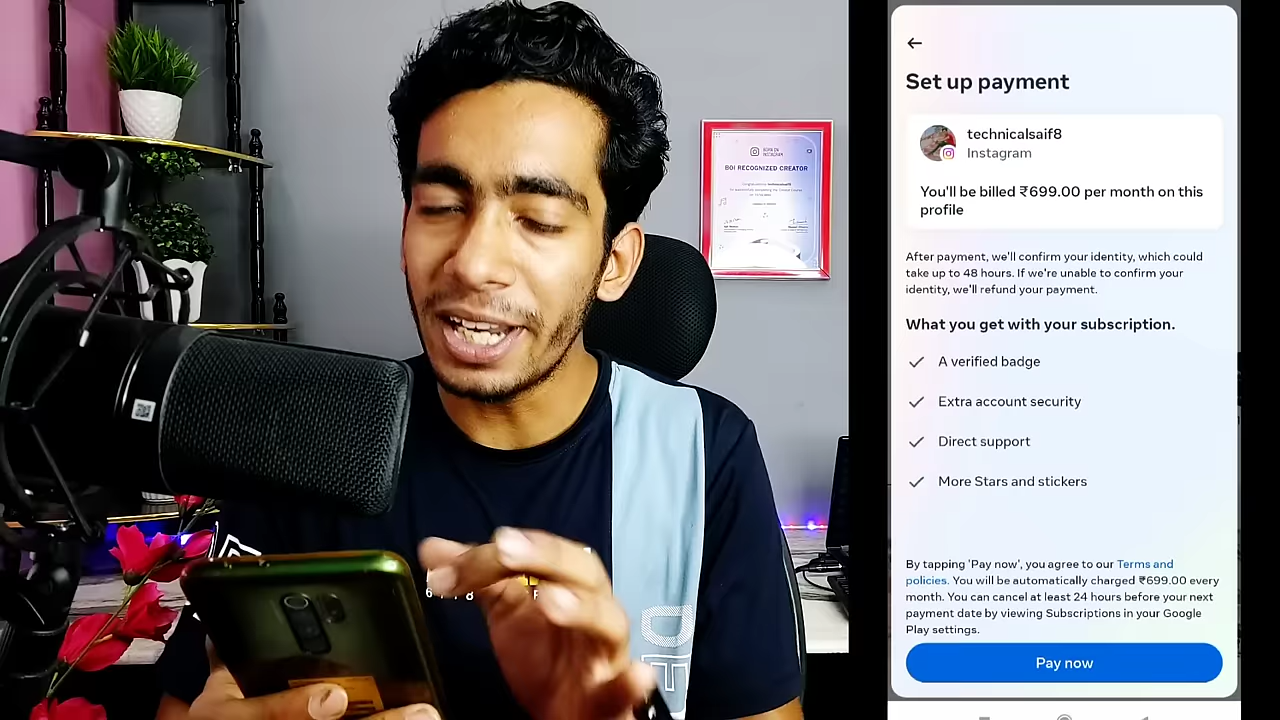 BORN ON
INSTAGRAM
BOI RECOGNIZED CREATOR
Set up payment
technicalsaif8
Instagram
You'll be billed ₹699.00 per month on this
profile
After payment, we'll confirm your identity, which could
take up to 48 hours. If we're unable to confirm your
identity, we'll refund your payment.
What you get with your subscription.
A verified badge
Extra account security
Direct support
More Stars and stickers
By tapping 'Pay now', you agree to our Terms and
policies. You will be automatically charged ₹699.00 every
month. You can cancel at least 24 hours before your next
payment date by viewing Subscriptions in your Google
Play settings.
Pay now